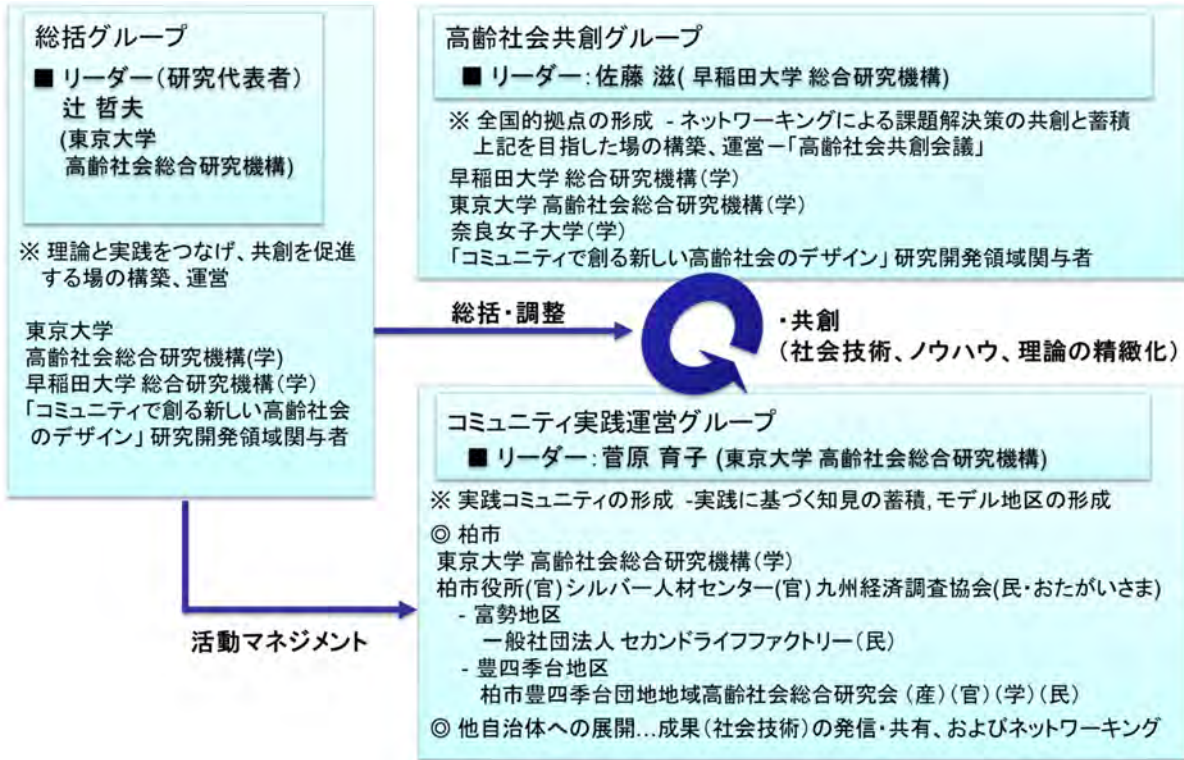 総括グループ
■ リーダー（研究代表者）
辻 哲夫
(東京大学
高齢社会総合研究機構)
※ 理論と実践をつなげ、共創を促進
する場の構築、運営
東京大学
高齢社会総合研究機構(学)
早稲田大学 総合研究機構（学）
「コミュニティで創る新しい高齢社会
のデザイン」 研究開発領域関与者
高齢社会共創グループ
■ リーダー：佐藤 滋( 早稲田大学 総合研究機構)
※ 全国的拠点の形成 - ネットワーキングによる課題解決策の共創と蓄積
上記を目指した場の構築、運営－「高齢社会共創会議」
早稲田大学 総合研究機構（学）
東京大学 高齢社会総合研究機構（学）
奈良女子大学（学）
「コミュニティで創る新しい高齢社会のデザイン」 研究開発領域関与者
総括・調整
・共創
（社会技術、ノウハウ、理論の精緻化）
コミュニティ実践運営グループ
■ リーダー：菅原 育子 (東京大学 高齢社会総合研究機構)
※ 実践コミュニティの形成 -実践に基づく知見の蓄積, モデル地区の形成
◎ 柏市
東京大学 高齢社会総合研究機構（学）
柏市役所(官) シルバー人材センター(官) 九州経済調査協会(民・おたがいさま)
- 富勢地区
一般社団法人 セカンドライフファクトリー（民）
- 豊四季台地区
柏市豊四季台団地地域高齢社会総合研究会 （産）（官）（学）（民）
◎ 他自治体への展開…成果（社会技術）の発信・共有、およびネットワーキング
活動マネジメント